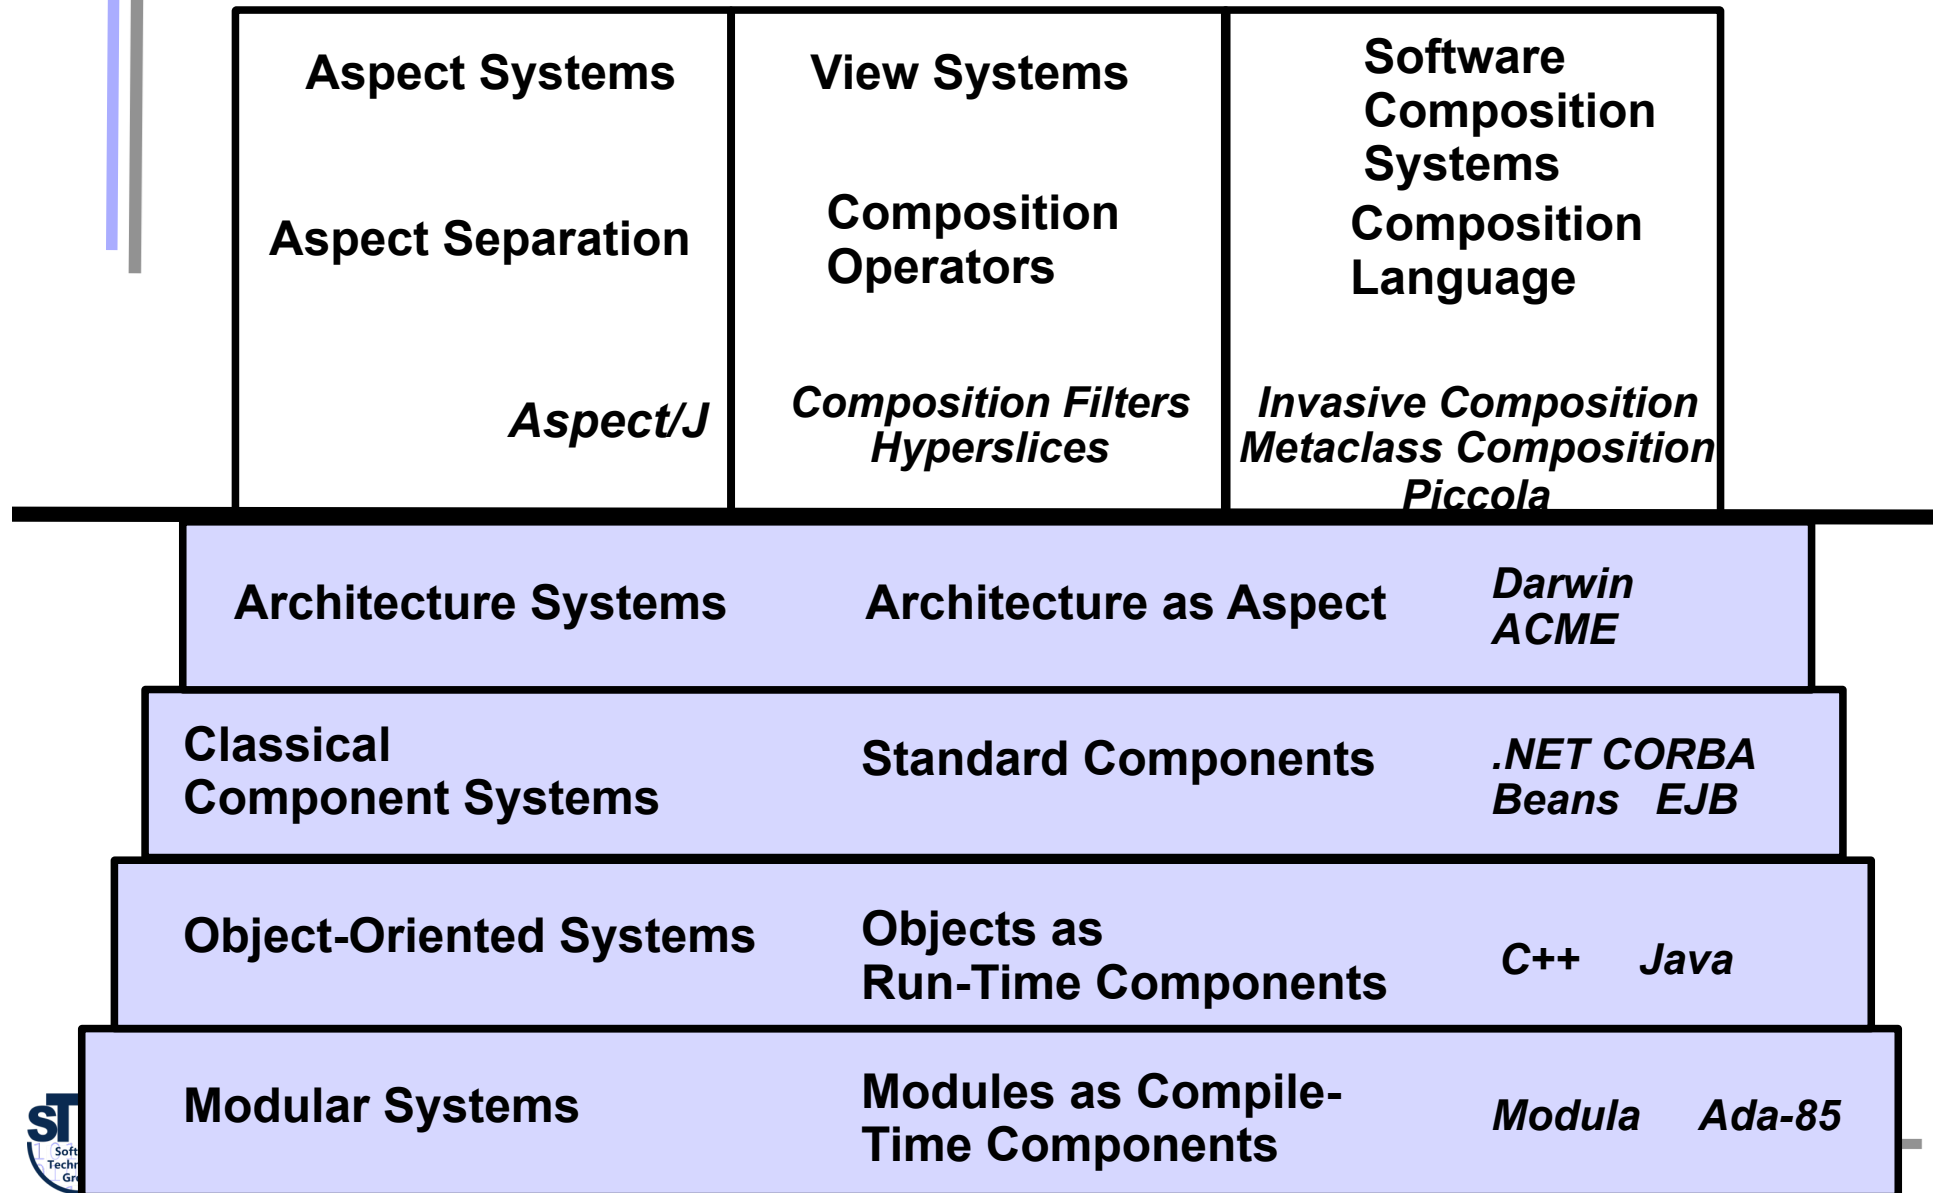 Aspect Systems
Aspect Separation
Aspect/J
View Systems
Composition
Operators
Composition Filters
Hyperslices
Software
Composition
Systems
Composition
Language
Invasive Composition
Metaclass Composition
Piccola
Architecture Systems
Architecture as Aspect
Darwin
ACME
Classical
Component Systems
Standard Components
.NET CORBA
Beans EJB
Object-Oriented Systems
Objects as
Run-Time Components
C++ Java
Modular Systems
Modules as Compile-
Time Components
Modula Ada-85